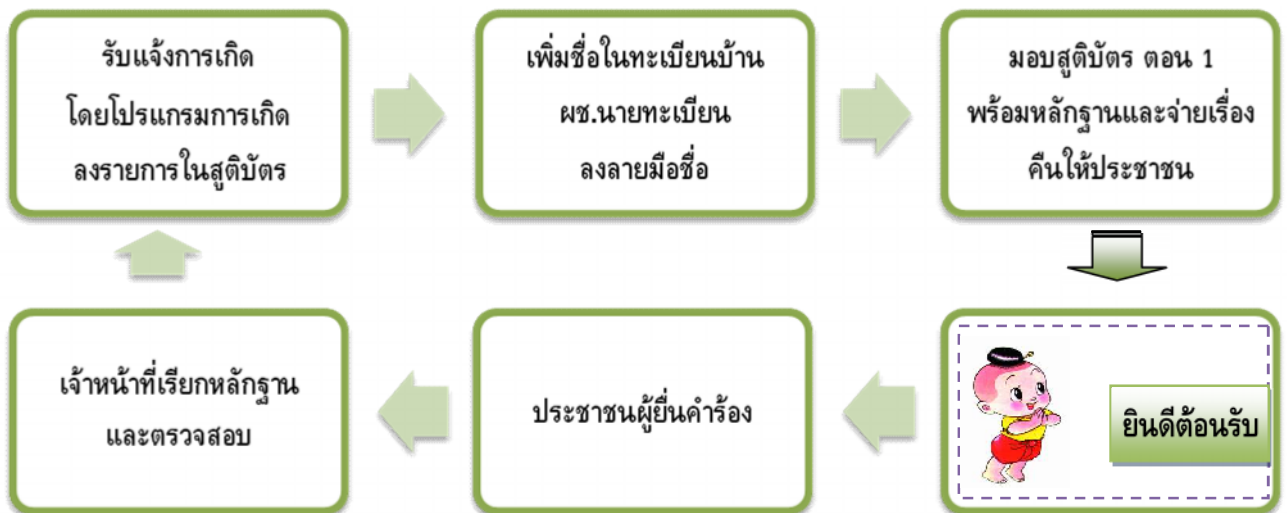 รับแจ้งการเกิด
โดยโปรแกรมการเกิด
ลงรายการในสูติบัตร
เพิ่มชื่อในทะเบียนบ้าน
ผช.นายทะเบียน
ลงลายมือชื่อ
มอบสูติบัตร ตอน 1
พร้อมหลักฐานและจ่ายเรื่อง
คืนให้ประชาชน
เจ้าหน้าที่เรียกหลักฐาน
และตรวจสอบ
ประชาชนผู้ยื่นคำร้อง
ยินดีต้อนรับ